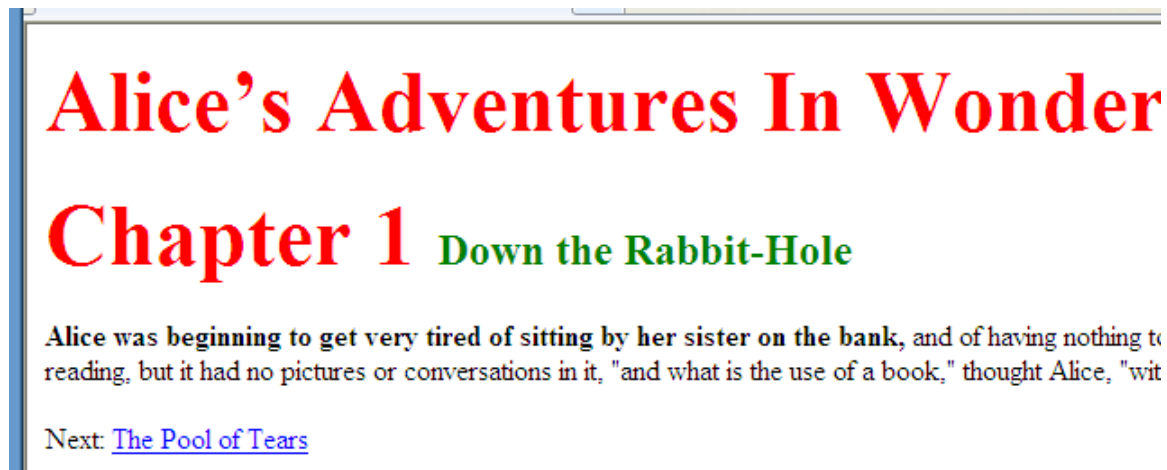 Alice’s Adventures In Wonder
Chapter 1 Down the Rabbit-Hole
Alice was beginning to get very tired of sitting by her sister on the bank, and of having nothing to
reading, but it had no pictures or conversations in it, "and what is the use of a book," thought Alice, "wit
Next: The Pool of Tears